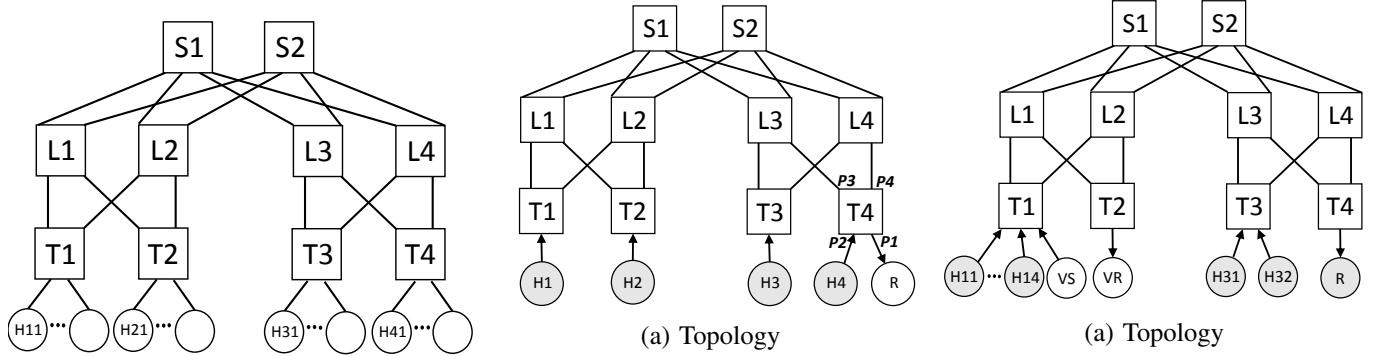 S1 S2
L1 L2 L3 L4
T1 T2 T3 T4
H11 ••• H21 ••• H31 ••• H41 •••
S1 S2
L1 L2 L3 L4
P3 P4
T1 T2 T3 T4
P2 P1
H1 H2 H3 H4 R
(a) Topology
S1 S2
L1 L2 L3 L4
T1 T2 T3 T4
H11 ••• H14 VS VR H31 H32 R
(a) Topology